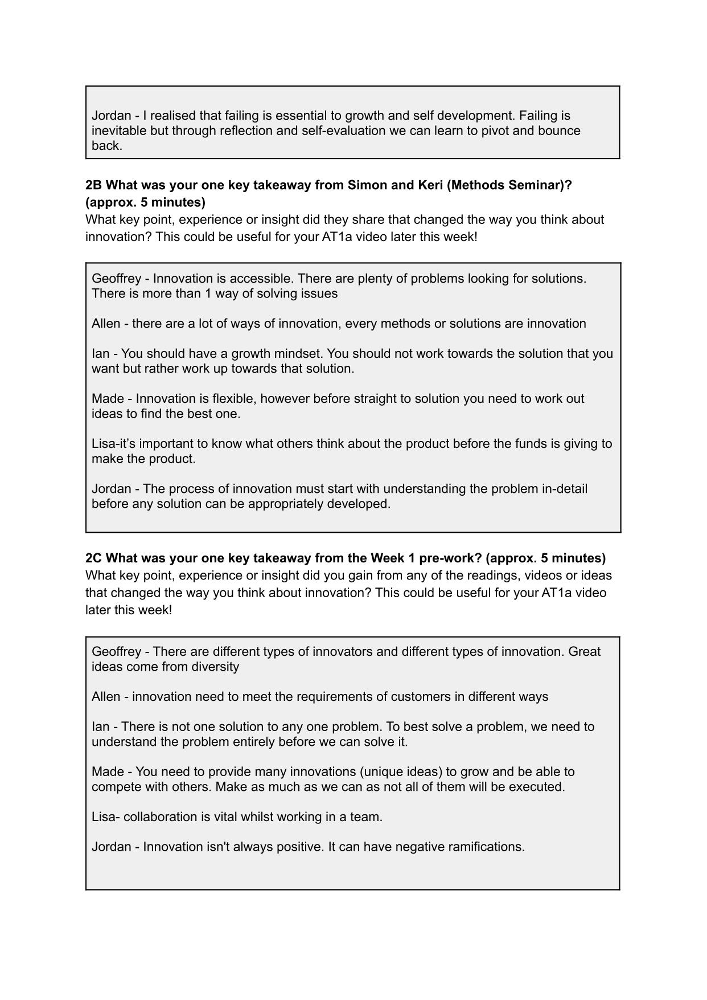 Jordan - I realised that failing is essential to growth and self development. Failing is
inevitable but through reflection and self-evaluation we can learn to pivot and bounce
back.
2B What was your one key takeaway from Simon and Keri (Methods Seminar)?
(approx. 5 minutes)
What key point, experience or insight did they share that changed the way you think about
innovation? This could be useful for your AT1a video later this week!
Geoffrey - Innovation is accessible. There are plenty of problems looking for solutions.
There is more than 1 way of solving issues
Allen - there are a lot of ways of innovation, every methods or solutions are innovation
Ian - You should have a growth mindset. You should not work towards the solution that you
want but rather work up towards that solution.
Made - Innovation is flexible, however before straight to solution you need to work out
ideas to find the best one.
Lisa-it’s important to know what others think about the product before the funds is giving to
make the product.
Jordan - The process of innovation must start with understanding the problem in-detail
before any solution can be appropriately developed.
2C What was your one key takeaway from the Week 1 pre-work? (approx. 5 minutes)
What key point, experience or insight did you gain from any of the readings, videos or ideas
that changed the way you think about innovation? This could be useful for your AT1a video
later this week!
Geoffrey - There are different types of innovators and different types of innovation. Great
ideas come from diversity
Allen - innovation need to meet the requirements of customers in different ways
Ian - There is not one solution to any one problem. To best solve a problem, we need to
understand the problem entirely before we can solve it.
Made - You need to provide many innovations (unique ideas) to grow and be able to
compete with others. Make as much as we can as not all of them will be executed.
Lisa- collaboration is vital whilst working in a team.
Jordan - Innovation isn't always positive. It can have negative ramifications.